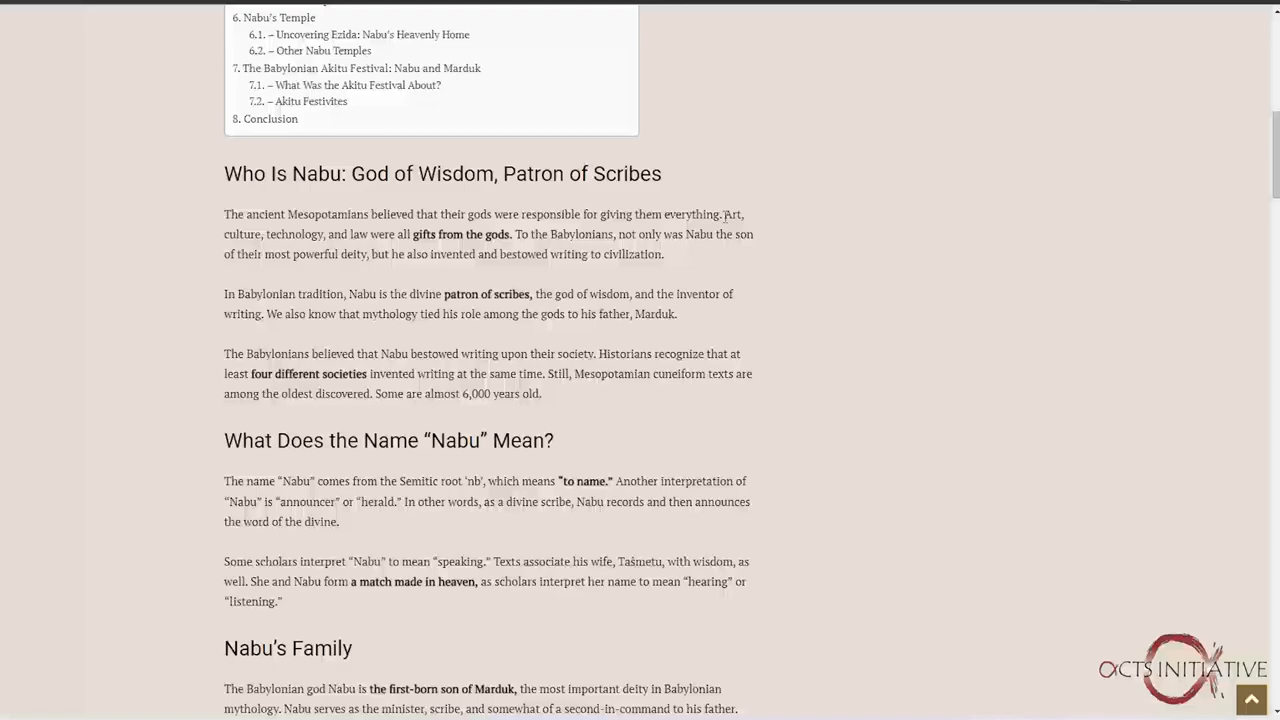 6. Nabu's Temple
6.1. – Uncovering Ezida: Nabu's Heavenly Home
6.2. – Other Nabu Temples
7. The Babylonian Akitu Festival: Nabu and Marduk
7.1. – What Was the Akitu Festival About?
7.2. – Akitu Festivites
8. Conclusion
Who Is Nabu: God of Wisdom, Patron of Scribes
The ancient Mesopotamians believed that their gods were responsible for giving them everything. Art,
culture, technology, and law were all gifts from the gods. To the Babylonians, not only was Nabu the son
of their most powerful deity, but he also invented and bestowed writing to civilization.
In Babylonian tradition, Nabu is the divine patron of scribes, the god of wisdom, and the inventor of
writing. We also know that mythology tied his role among the gods to his father, Marduk.
The Babylonians believed that Nabu bestowed writing upon their society. Historians recognize that at
least four different societies invented writing at the same time. Still, Mesopotamian cuneiform texts are
among the oldest discovered. Some are almost 6,000 years old.
What Does the Name “Nabu” Mean?
The name “Nabu” comes from the Semitic root 'nb', which means “to name.” Another interpretation of
“Nabu” is “announcer” or “herald.” In other words, as a divine scribe, Nabu records and then announces
the word of the divine.
Some scholars interpret “Nabu” to mean “speaking.” Texts associate his wife, Tašmetu, with wisdom, as
well. She and Nabu form a match made in heaven, as scholars interpret her name to mean “hearing” or
“listening.”
Nabu's Family
The Babylonian god Nabu is the first-born son of Marduk, the most important deity in Babylonian
mythology. Nabu serves as the minister, scribe, and somewhat of a second-in-command to his father.
ACTS INITIATIVE